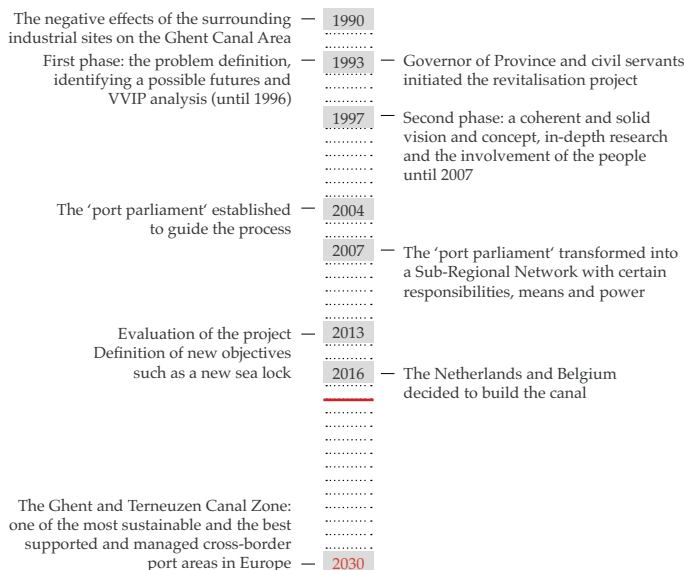 The negative effects of the surrounding
industrial sites on the Ghent Canal Area
—
1990
First phase: the problem definition,
identifying a possible futures and
VVIP analysis (until 1996)
1993
— Governor of Province and civil servants
initiated the revitalisation project
1997
— Second phase: a coherent and solid
vision and concept, in-depth research
and the involvement of the people
until 2007
The ‘port parliament‘ established —
to guide the process
2004
2007
— The ‘port parliament‘ transformed into
a Sub-Regional Network with certain
responsibilities, means and power
Evaluation of the project —
Definition of new objectives
such as a new sea lock
2013
2016
— The Netherlands and Belgium
decided to build the canal
The Ghent and Terneuzen Canal Zone:
one of the most sustainable and the best
supported and managed cross-border
port areas in Europe —
2030